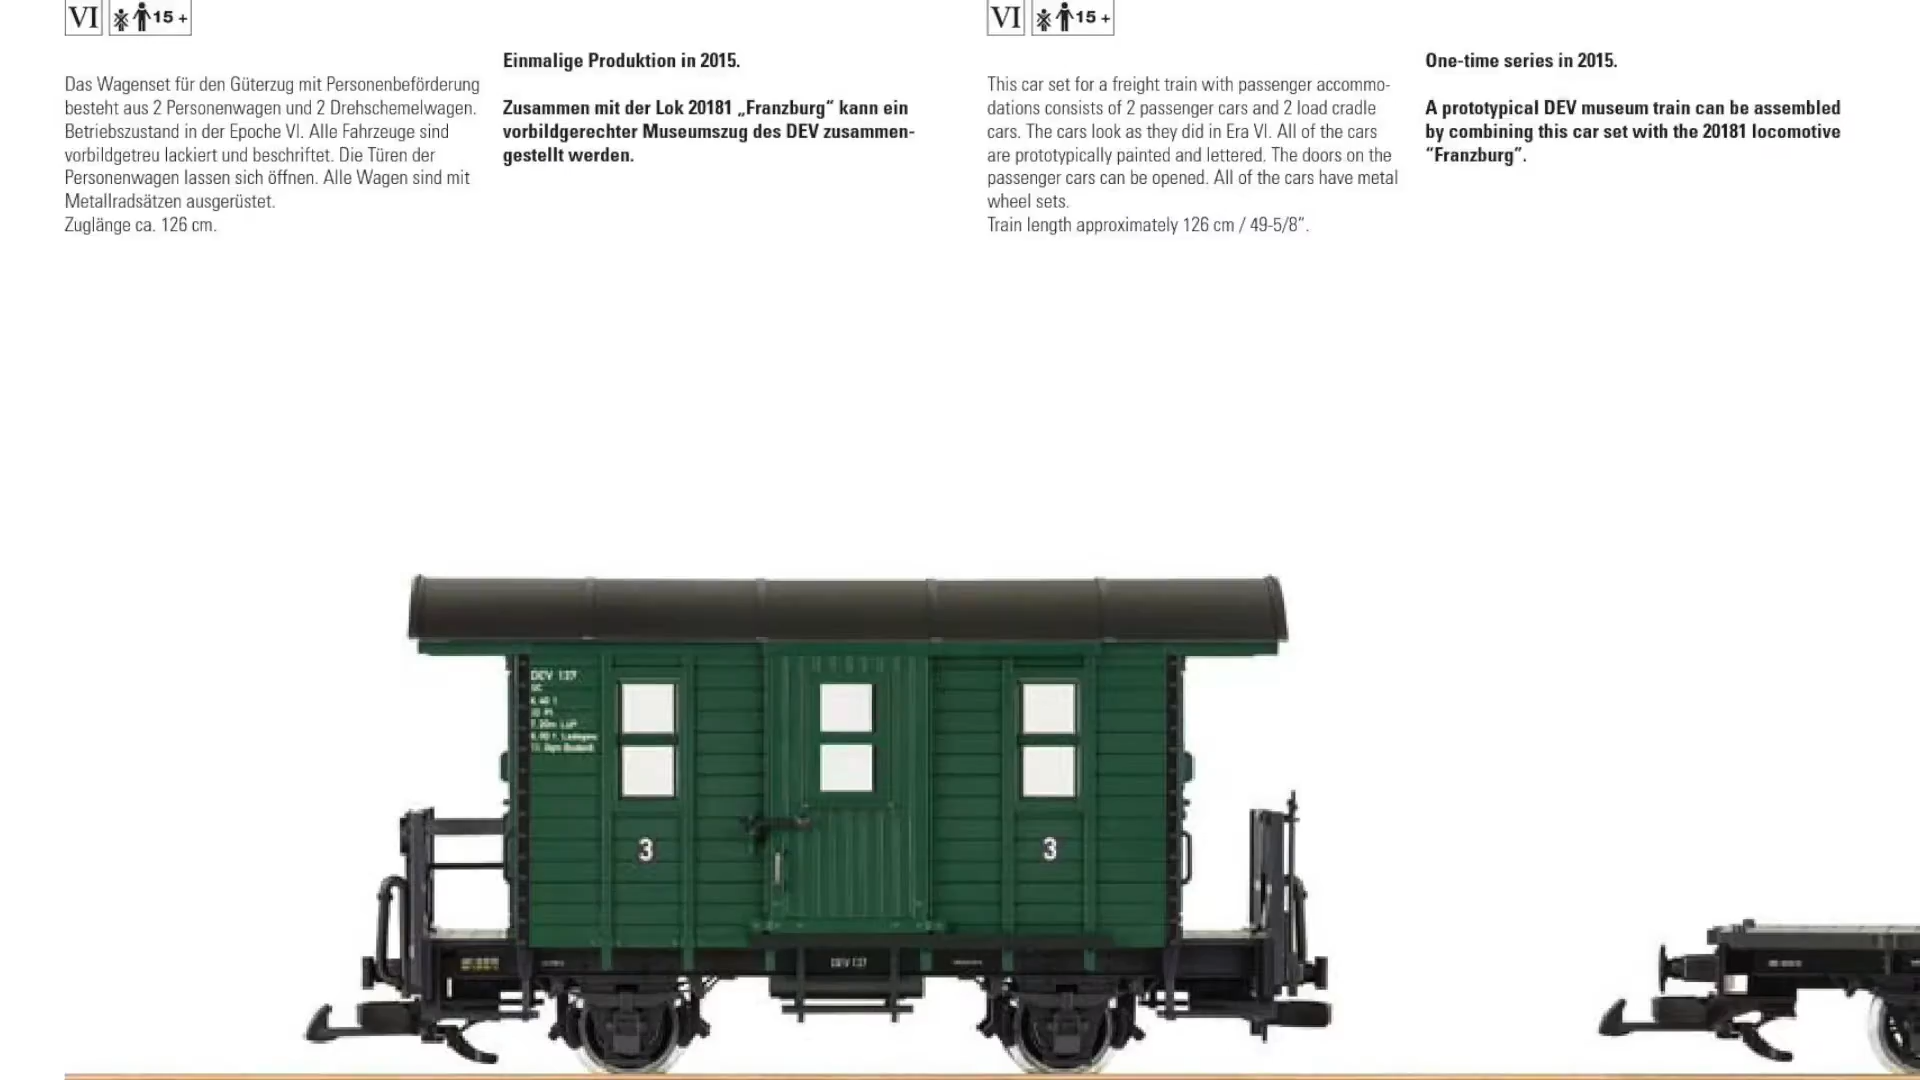 VI
15 +
Das Wagenset für den Güterzug mit Personenbeförderung
besteht aus 2 Personenwagen und 2 Drehschemelwagen.
Betriebszustand in der Epoche VI. Alle Fahrzeuge sind
vorbildgetreu lackiert und beschriftet. Die Türen der
Personenwagen lassen sich öffnen. Alle Wagen sind mit
Metallradsätzen ausgerüstet.
Zuglänge ca. 126 cm.
Einmalige Produktion in 2015.
Zusammen mit der Lok 20181 „Franzburg“ kann ein
vorbildgerechter Museumszug des DEV zusammen-
gestellt werden.
VI
15 +
This car set for a freight train with passenger accommo-
dations consists of 2 passenger cars and 2 load cradle
cars. The cars look as they did in Era VI. All of the cars
are prototypically painted and lettered. The doors on the
passenger cars can be opened. All of the cars have metal
wheel sets.
Train length approximately 126 cm / 49-5/8”.
One-time series in 2015.
A prototypical DEV museum train can be assembled
by combining this car set with the 20181 locomotive
“Franzburg”.
DEV 137
3
3
DEV 137